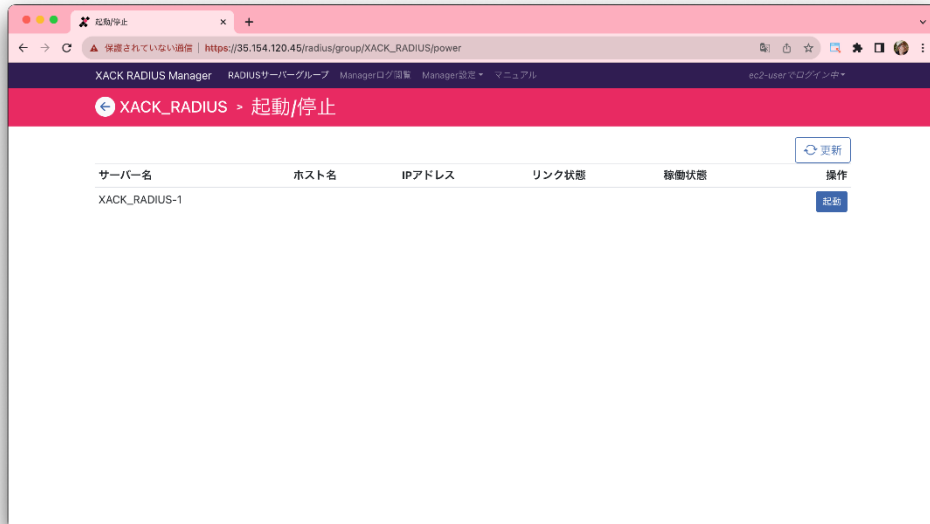 起動/停止
保護されていない通信 | https://35.154.120.45/radius/group/XACK_RADIUS/power
XACK RADIUS Manager RADIUSサーバーグループ Managerログ閲覧 Manager設定 マニュアル ec2-userでログイン中
XACK_RADIUS > 起動/停止
更新
サーバー名 ホスト名 IPアドレス リンク状態 稼働状態 操作
XACK_RADIUS-1 起動